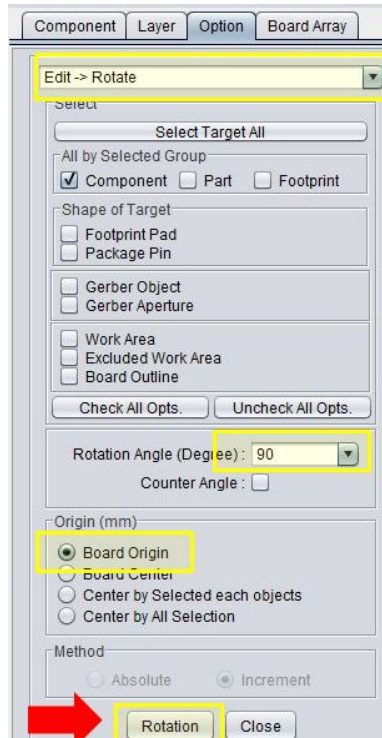 Component Layer Option Board Array
Edit -> Rotate
Select
Select Target All
All by Selected Group
Component Part Footprint
Shape of Target
Footprint Pad
Package Pin
Gerber Object
Gerber Aperture
Work Area
Excluded Work Area
Board Outline
Check All Opts. Uncheck All Opts.
Rotation Angle (Degree) : 90
Counter Angle :
Origin (mm)
Board Origin
Board Center
Center by Selected each objects
Center by All Selection
Method
Absolute Increment
Rotation Close